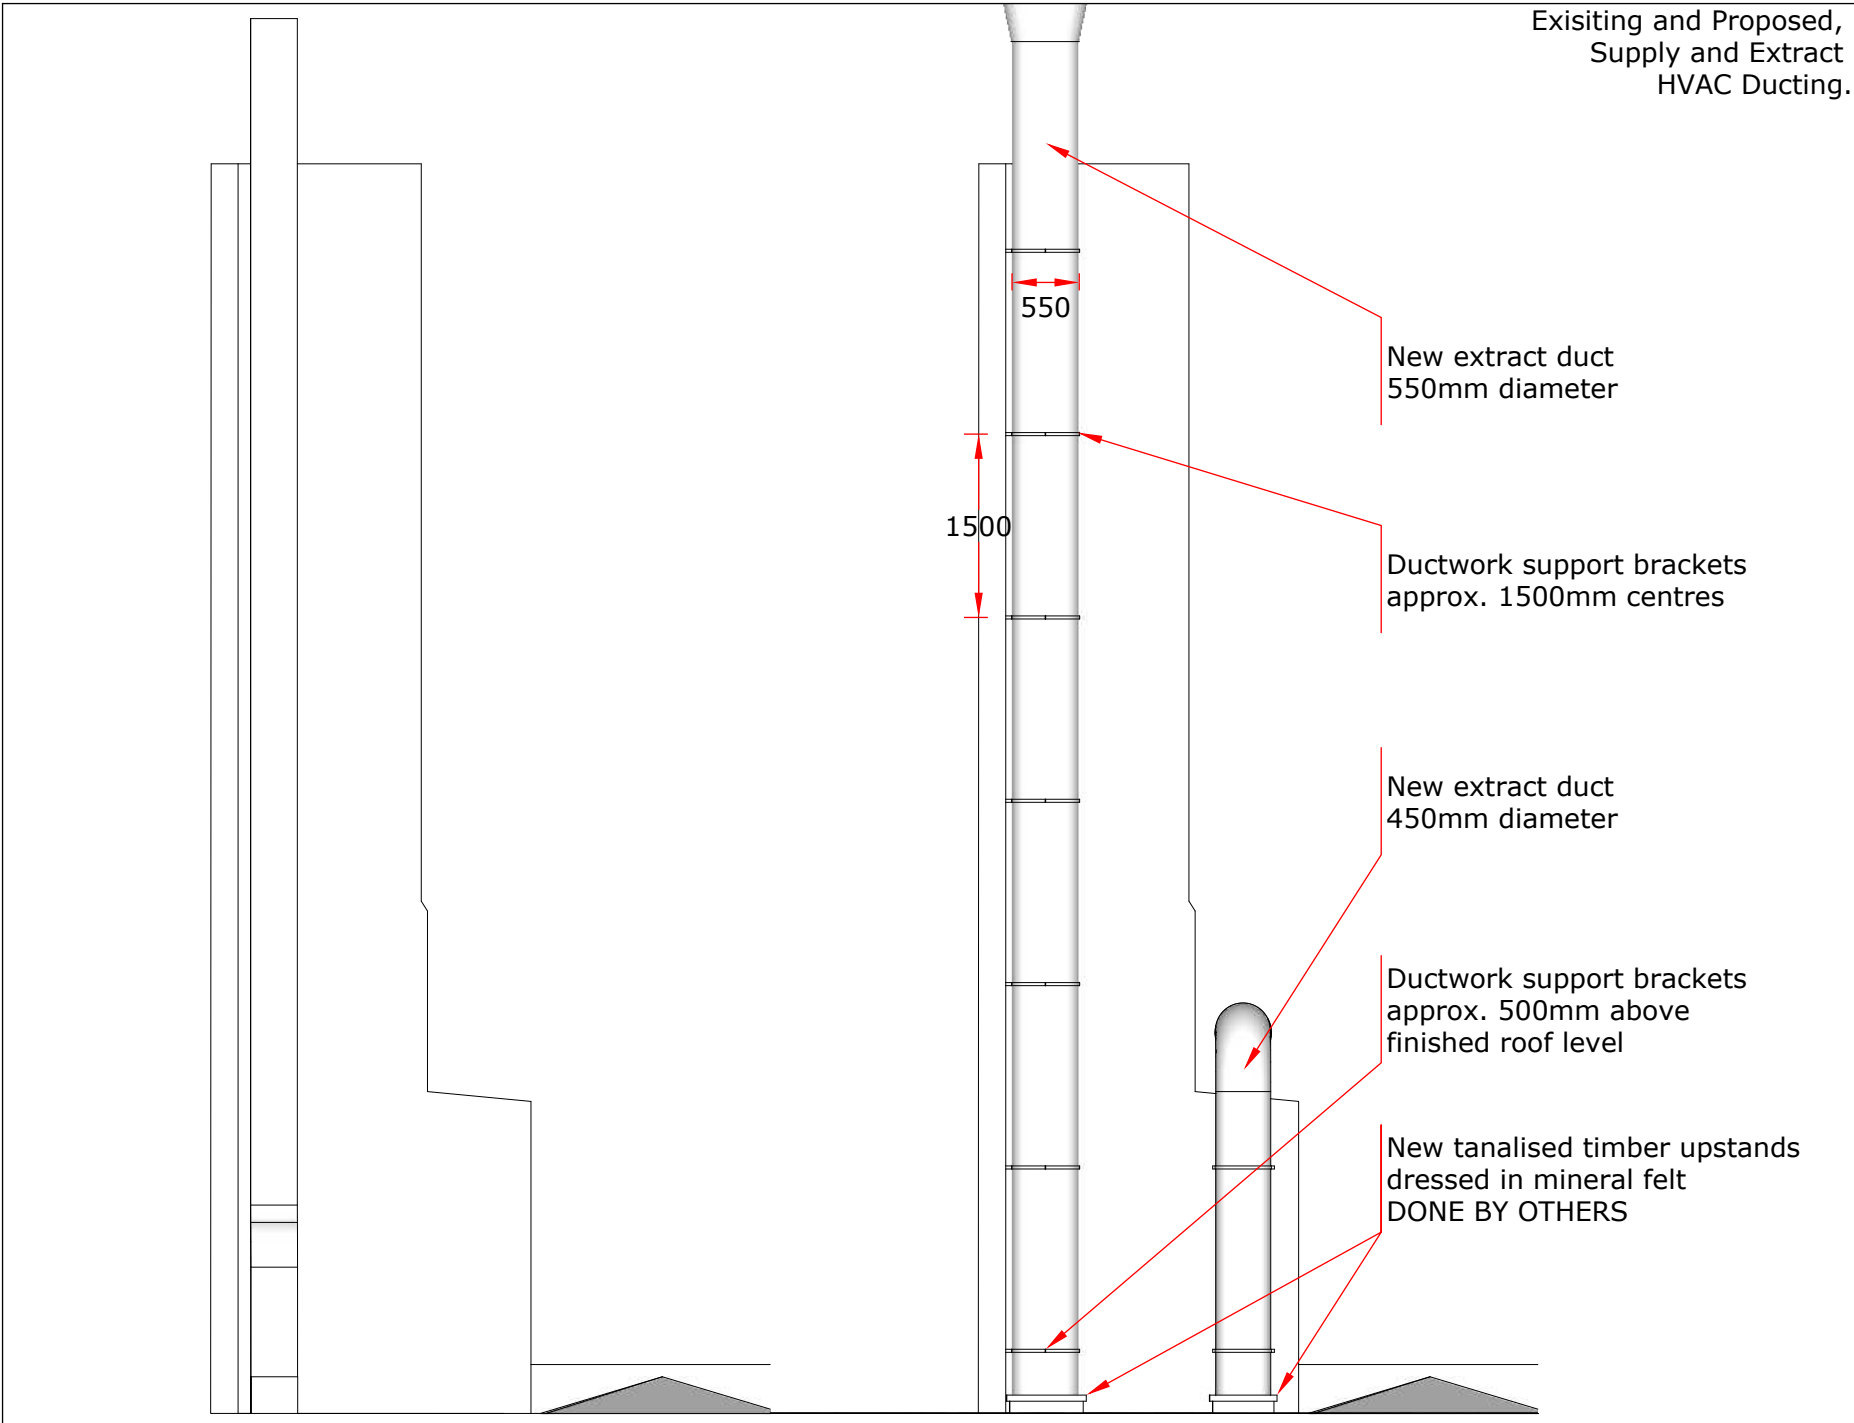 Exisiting and Proposed,
Supply and Extract
HVAC Ducting.
550
New extract duct
550mm diameter
1500
Ductwork support brackets
approx. 1500mm centres
New extract duct
450mm diameter
Ductwork support brackets
approx. 500mm above
finished roof level
New tanalised timber upstands
dressed in mineral felt
DONE BY OTHERS